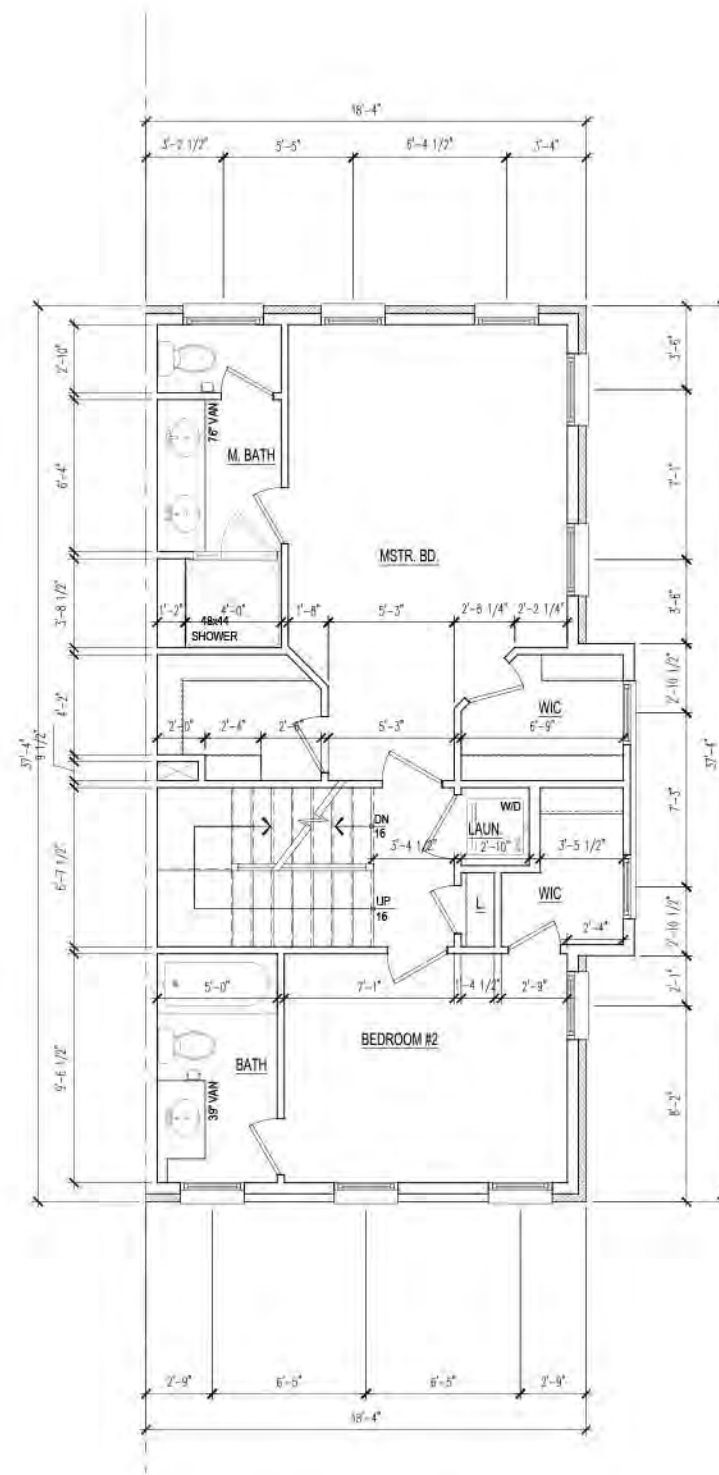 18'-4"
3'-2 1/2" 5'-5" 6'-4 1/2" 3'-4"
2'-10"
3'-6"
76" VAN
M. BATH
6'-4"
7'-1"
MSTR. BD.
3'-8 1/2"
3'-6"
1'-2" 4'-0" 1'-8" 5'-3" 2'-8 1/4" 2'-2 1/4"
48x44
SHOWER
2'-10 1/2"
4'-2"
WIC
2'-0" 2'-4" 5'-3" 6'-9"
37'-4"
9 1/2"
37'-4"
7'-3"
W/D
DN
16
LAUN.
3'-4 1/2" 2'-10" 3'-5 1/2"
6'-7 1/2"
WIC
UP
16
L
2'-4"
2'-10 1/2"
5'-0" 7'-1" 1'-4 1/2" 2'-9"
2'-1"
BEDROOM #2
BATH
39" VAN
9'-6 1/2"
8'-2"
2'-9" 6'-5" 6'-5" 2'-9"
18'-4"